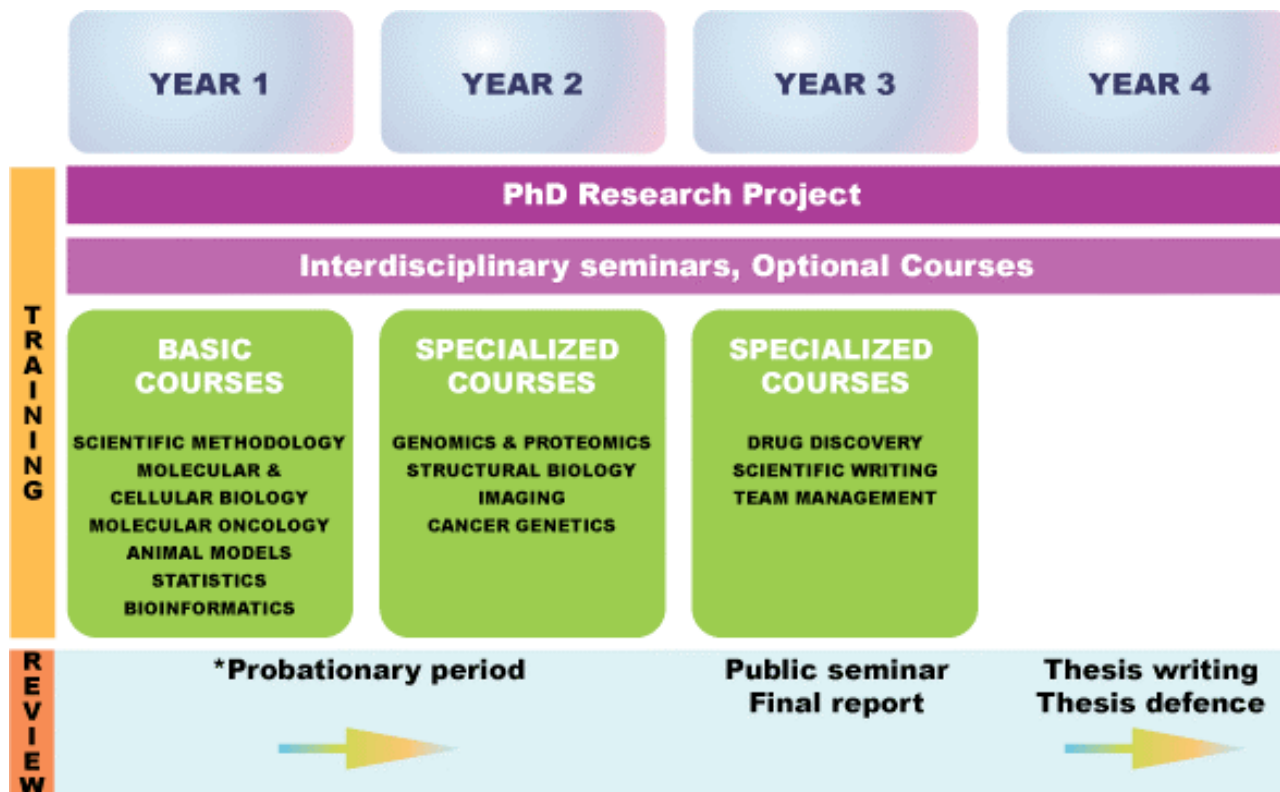 YEAR 1
YEAR 2
YEAR 3
YEAR 4
TRAINING
PhD Research Project
Interdisciplinary seminars, Optional Courses
BASIC
COURSES
SCIENTIFIC METHODOLOGY
MOLECULAR &
CELLULAR BIOLOGY
MOLECULAR ONCOLOGY
ANIMAL MODELS
STATISTICS
BIOINFORMATICS
SPECIALIZED
COURSES
GENOMICS & PROTEOMICS
STRUCTURAL BIOLOGY
IMAGING
CANCER GENETICS
SPECIALIZED
COURSES
DRUG DISCOVERY
SCIENTIFIC WRITING
TEAM MANAGEMENT
REVIEW
*Probationary period
Public seminar
Final report
Thesis writing
Thesis defence